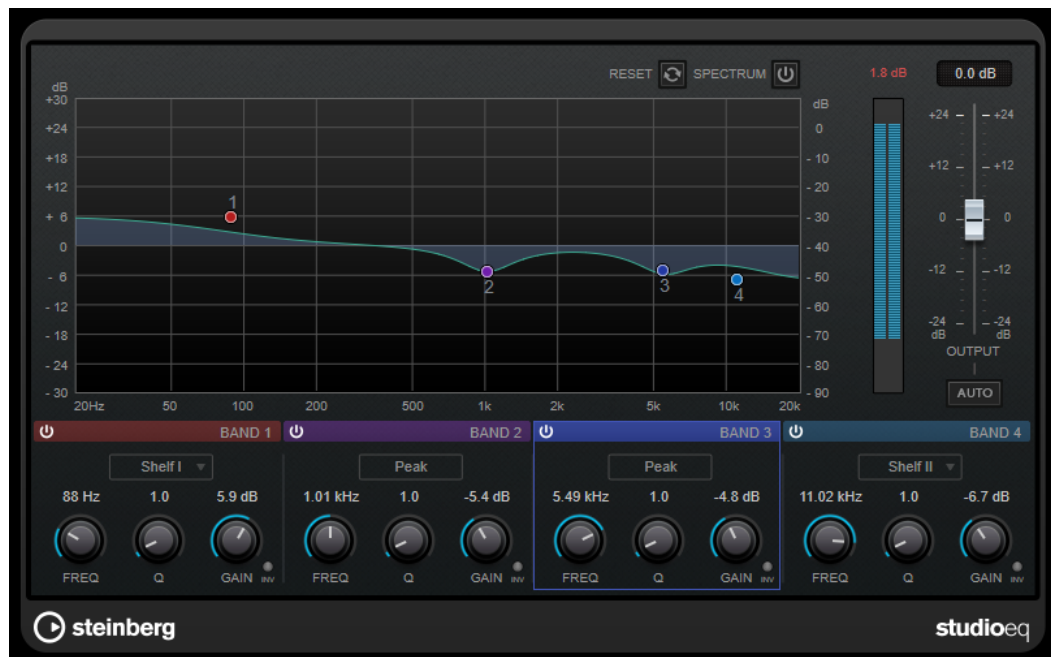 RESET SPECTRUM 1.8 dB 0.0 dB
dB
+30
+24
+18
+12
+ 6
0
- 6
- 12
- 18
- 24
- 30
1
2
3
4
dB
0
- 10
- 20
- 30
- 40
- 50
- 60
- 70
- 80
- 90
20Hz 50 100 200 500 1k 2k 5k 10k 20k
+24 +24
+12 +12
0 0
-12 -12
-24 -24
dB dB
OUTPUT
AUTO
BAND 1
Shelf I
88 Hz 1.0 5.9 dB
FREQ Q GAIN INV
BAND 2
Peak
1.01 kHz 1.0 -5.4 dB
FREQ Q GAIN INV
BAND 3
Peak
5.49 kHz 1.0 -4.8 dB
FREQ Q GAIN INV
BAND 4
Shelf II
11.02 kHz 1.0 -6.7 dB
FREQ Q GAIN INV
steinberg studioeq